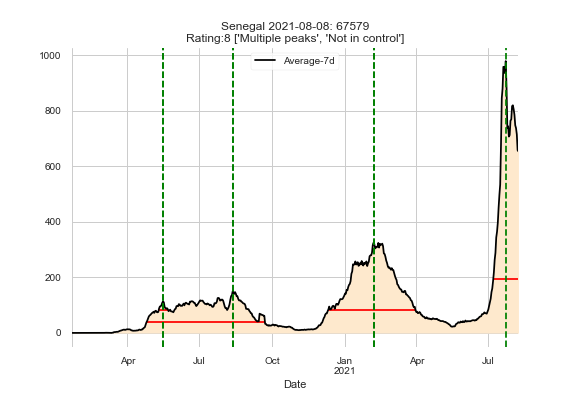 Senegal 2021-08-08: 67579
Rating:8 ['Multiple peaks', 'Not in control']
Average-7d
1000
800
600
400
200
0
Apr Jul Oct Jan Apr Jul
2021
Date